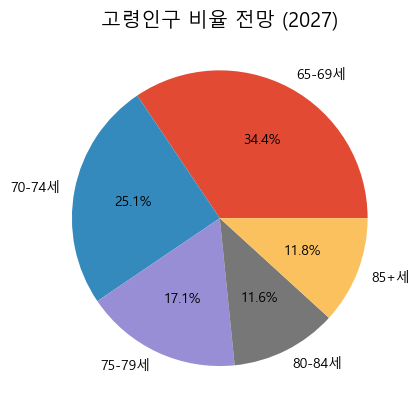 고령인구 비율 전망 (2027)
65-69세
34.4%
70-74세
25.1%
17.1%
75-79세
11.6%
80-84세
11.8%
85+세